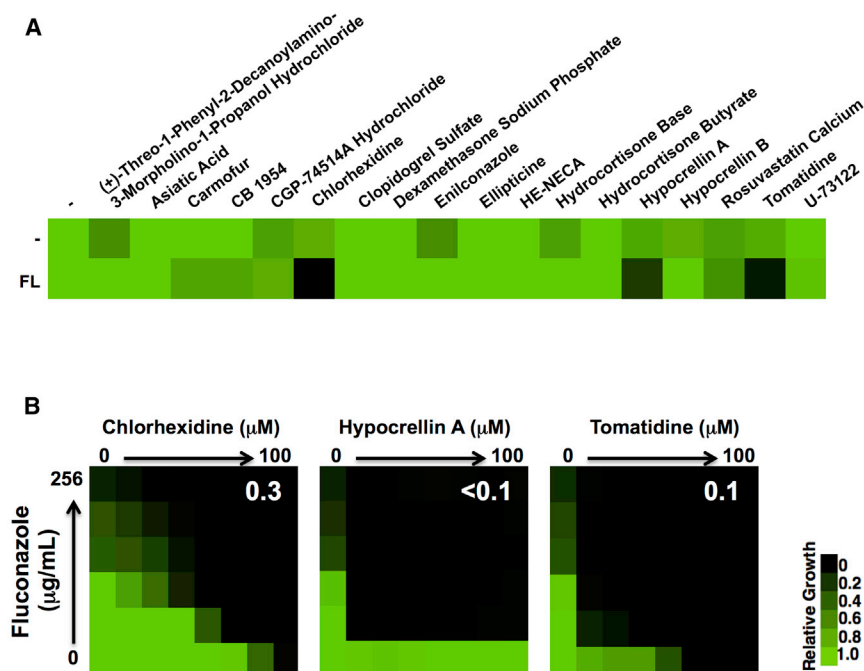 A
-
(±)-Threo-1-Phenyl-2-Decanoylamino-
3-Morpholino-1-Propanol Hydrochloride
Asiatic Acid
Carmofur
CB 1954
CGP-74514A Hydrochloride
Chlorhexidine
Clopidogrel Sulfate
Dexamethasone Sodium Phosphate
Enilconazole
Ellipticine
HE-NECA
Hydrocortisone Base
Hydrocortisone Butyrate
Hypocrellin A
Hypocrellin B
Rosuvastatin Calcium
Tomatidine
U-73122
-
FL
B
Chlorhexidine (μM)
0 100
0.3
Hypocrellin A (μM)
0 100
<0.1
Tomatidine (μM)
0 100
0.1
256
Fluconazole
(μg/mL)
0
Relative Growth
0
0.2
0.4
0.6
0.8
1.0